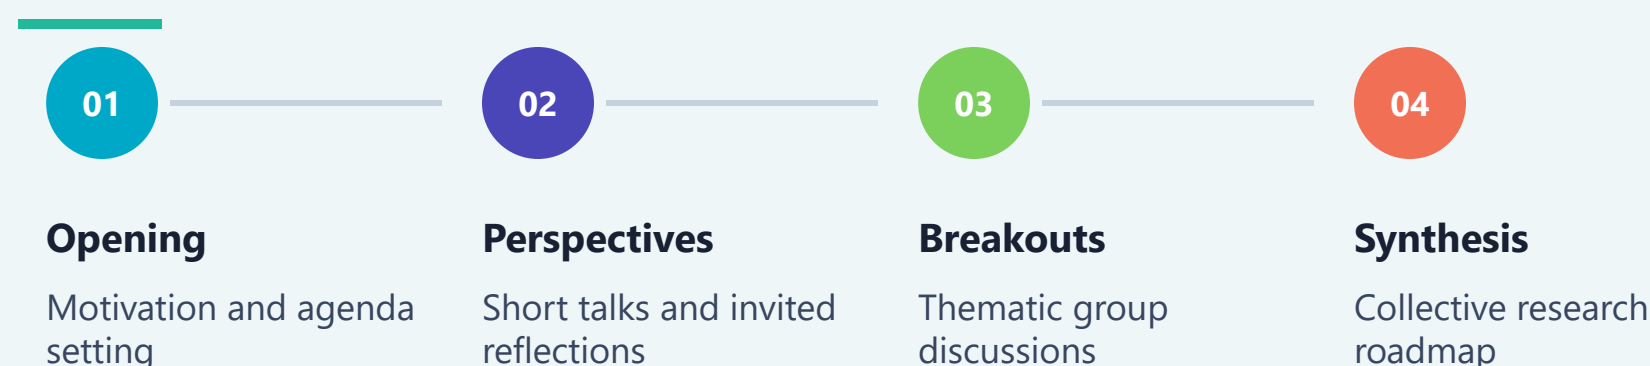 01
02
03
04
Opening
Motivation and agenda
setting
Perspectives
Short talks and invited
reflections
Breakouts
Thematic group
discussions
Synthesis
Collective research
roadmap